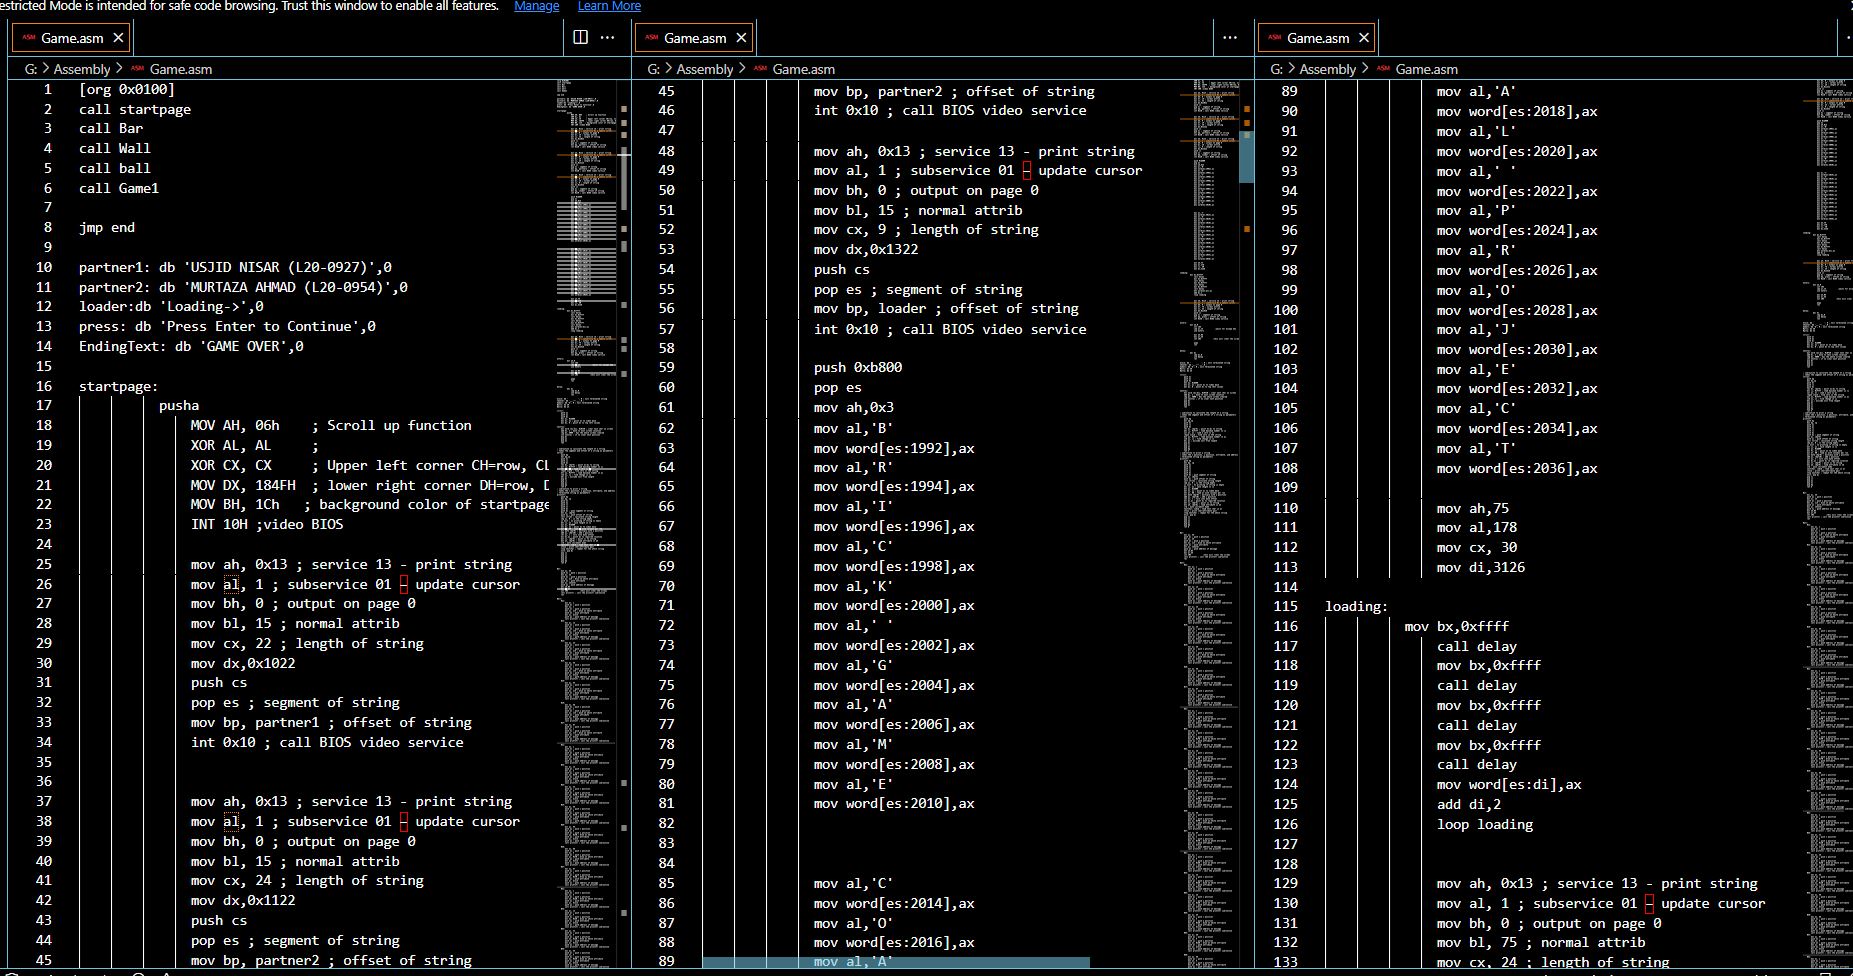 estricted Mode is intended for safe code browsing. Trust this window to enable all features. Manage Learn More
ASM Game.asm
G: > Assembly > ASM Game.asm
1 [org 0x0100]
2 call startpage
3 call Bar
4 call Wall
5 call ball
6 call Game1
7
8 jmp end
9
10 partner1: db 'USJID NISAR (L20-0927)',0
11 partner2: db 'MURTAZA AHMAD (L20-0954)',0
12 loader:db 'Loading->',0
13 press: db 'Press Enter to Continue',0
14 EndingText: db 'GAME OVER',0
15
16 startpage:
17 pusha
18 MOV AH, 06h ; Scroll up function
19 XOR AL, AL ;
20 XOR CX, CX ; Upper left corner CH=row, CL
21 MOV DX, 184FH ; lower right corner DH=row, D
22 MOV BH, 1Ch ; background color of startpage
23 INT 10H ;video BIOS
24
25 mov ah, 0x13 ; service 13 - print string
26 mov al, 1 ; subservice 01 – update cursor
27 mov bh, 0 ; output on page 0
28 mov bl, 15 ; normal attrib
29 mov cx, 22 ; length of string
30 mov dx,0x1022
31 push cs
32 pop es ; segment of string
33 mov bp, partner1 ; offset of string
34 int 0x10 ; call BIOS video service
35
36
37 mov ah, 0x13 ; service 13 - print string
38 mov al, 1 ; subservice 01 – update cursor
39 mov bh, 0 ; output on page 0
40 mov bl, 15 ; normal attrib
41 mov cx, 24 ; length of string
42 mov dx,0x1122
43 push cs
44 pop es ; segment of string
45 mov bp, partner2 ; offset of string
ASM Game.asm
G: > Assembly > ASM Game.asm
45 mov bp, partner2 ; offset of string
46 int 0x10 ; call BIOS video service
47
48 mov ah, 0x13 ; service 13 - print string
49 mov al, 1 ; subservice 01 – update cursor
50 mov bh, 0 ; output on page 0
51 mov bl, 15 ; normal attrib
52 mov cx, 9 ; length of string
53 mov dx,0x1322
54 push cs
55 pop es ; segment of string
56 mov bp, loader ; offset of string
57 int 0x10 ; call BIOS video service
58
59 push 0xb800
60 pop es
61 mov ah,0x3
62 mov al,'B'
63 mov word[es:1992],ax
64 mov al,'R'
65 mov word[es:1994],ax
66 mov al,'I'
67 mov word[es:1996],ax
68 mov al,'C'
69 mov word[es:1998],ax
70 mov al,'K'
71 mov word[es:2000],ax
72 mov al,' '
73 mov word[es:2002],ax
74 mov al,'G'
75 mov word[es:2004],ax
76 mov al,'A'
77 mov word[es:2006],ax
78 mov al,'M'
79 mov word[es:2008],ax
80 mov al,'E'
81 mov word[es:2010],ax
82
83
84
85 mov al,'C'
86 mov word[es:2014],ax
87 mov al,'O'
88 mov word[es:2016],ax
89 mov al,'A'
ASM Game.asm
G: > Assembly > ASM Game.asm
89 mov al,'A'
90 mov word[es:2018],ax
91 mov al,'L'
92 mov word[es:2020],ax
93 mov al,' '
94 mov word[es:2022],ax
95 mov al,'P'
96 mov word[es:2024],ax
97 mov al,'R'
98 mov word[es:2026],ax
99 mov al,'O'
100 mov word[es:2028],ax
101 mov al,'J'
102 mov word[es:2030],ax
103 mov al,'E'
104 mov word[es:2032],ax
105 mov al,'C'
106 mov word[es:2034],ax
107 mov al,'T'
108 mov word[es:2036],ax
109
110 mov ah,75
111 mov al,178
112 mov cx, 30
113 mov di,3126
114
115 loading:
116 mov bx,0xffff
117 call delay
118 mov bx,0xffff
119 call delay
120 mov bx,0xffff
121 call delay
122 mov bx,0xffff
123 call delay
124 mov word[es:di],ax
125 add di,2
126 loop loading
127
128
129 mov ah, 0x13 ; service 13 - print string
130 mov al, 1 ; subservice 01 – update cursor
131 mov bh, 0 ; output on page 0
132 mov bl, 75 ; normal attrib
133 mov cx, 24 ; length of string